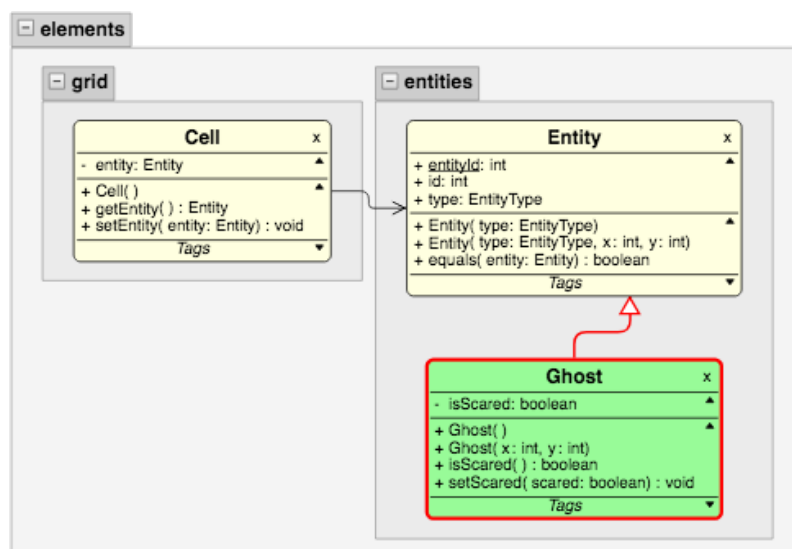 elements
grid
Cell x
- entity: Entity
+ Cell( )
+ getEntity( ) : Entity
+ setEntity( entity: Entity) : void
Tags
entities
Entity x
+ entityId: int
+ id: int
+ type: EntityType
+ Entity( type: EntityType)
+ Entity( type: EntityType, x: int, y: int)
+ equals( entity: Entity) : boolean
Tags
Ghost x
- isScared: boolean
+ Ghost( )
+ Ghost( x: int, y: int)
+ isScared( ) : boolean
+ setScared( scared: boolean) : void
Tags